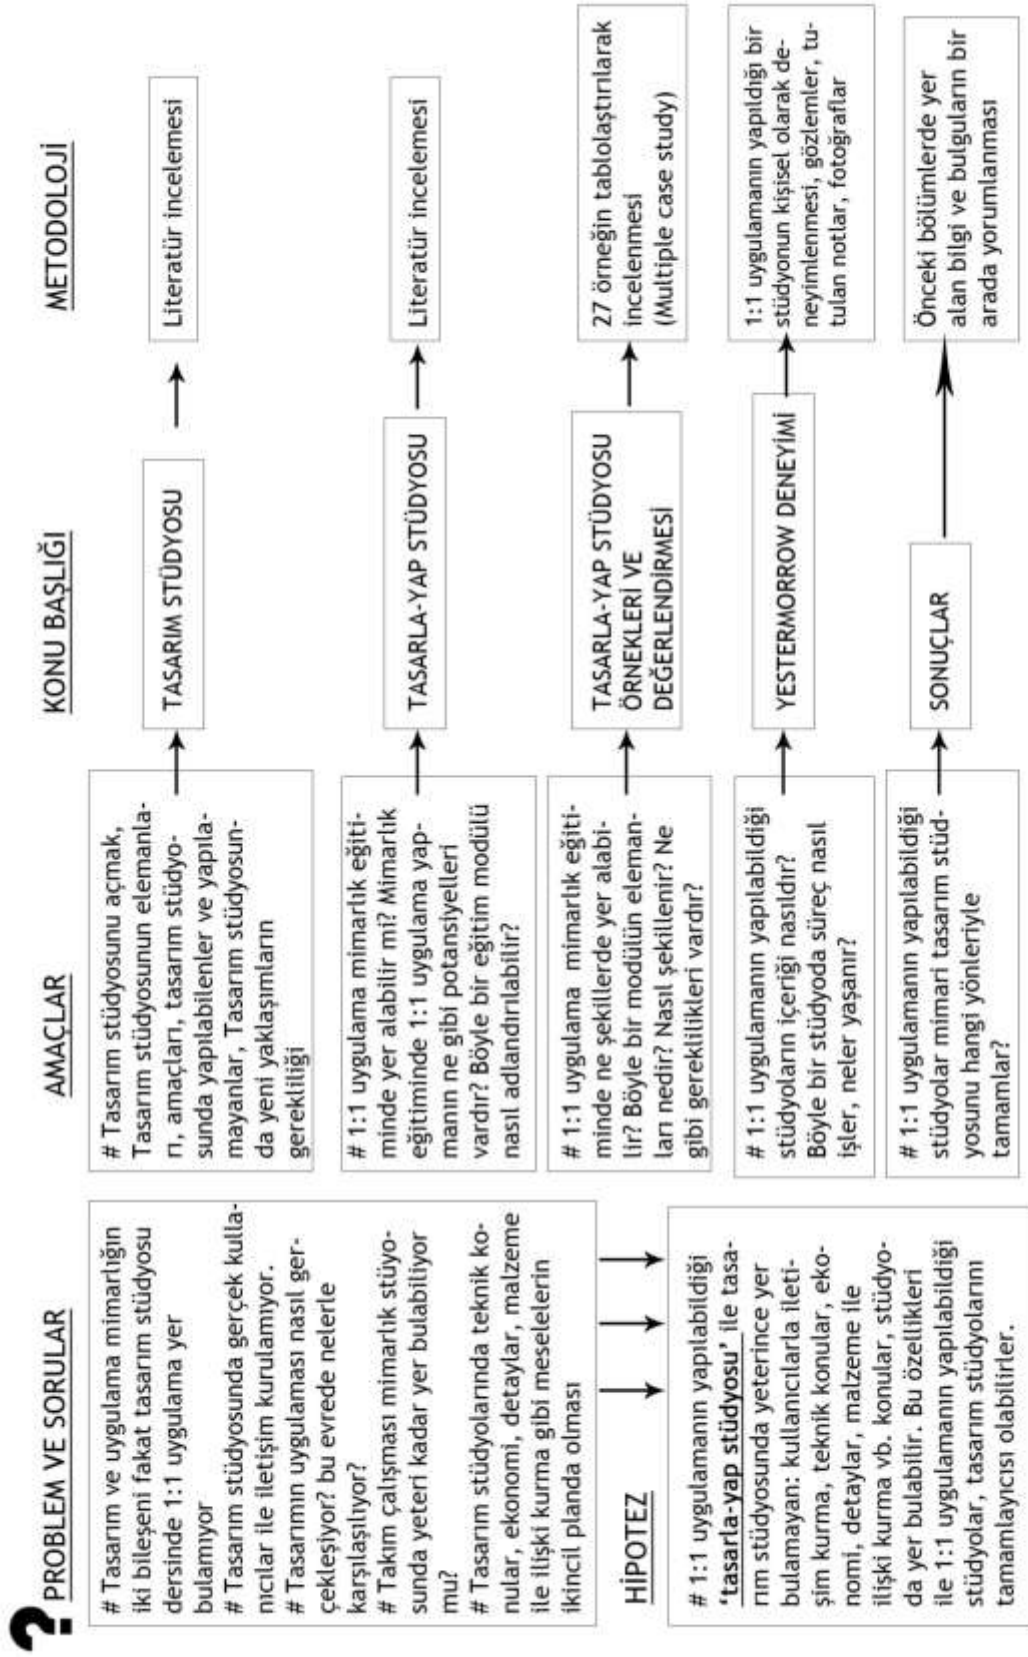 ?
PROBLEM VE SORULAR
# Tasarım ve uygulama mimarlığın
iki bileşeni fakat tasarım stüdyosu
dersinde 1:1 uygulama yer
bulamıyor
# Tasarım stüdyosunda gerçek kulla-
nıcılar ile iletişim kurulamıyor.
# Tasarımın uygulaması nasıl ger-
çekleşiyor? bu evrede nelerle
karşılaşılıyor?
# Takım çalışması mimarlık stüyo-
sunda yeteri kadar yer bulabiliyor
mu?
# Tasarım stüdyolarında teknik ko-
nular, ekonomi, detaylar, malzeme
ile ilişki kurma gibi meselelerin
ikincil planda olması
HİPOTEZ
# 1:1 uygulamanın yapılabildiği
‘tasarla-yap stüdyosu’ ile tasa-
rım stüdyosunda yeterince yer
bulamayan: kullanıcılarla ileti-
şim kurma, teknik konular, eko-
nomi, detaylar, malzeme ile
ilişki kurma vb. konular, stüdyo-
da yer bulabilir. Bu özellikleri
ile 1:1 uygulamanın yapılabildiği
stüdyolar, tasarım stüdyolarını
tamamlayıcısı olabilirler.
AMAÇLAR
# Tasarım stüdyosunu açmak,
Tasarım stüdyosunun elemanla-
rı, amaçları, tasarım stüdyo-
sunda yapılabilenler ve yapıla-
mayanlar, Tasarım stüdyosun-
da yeni yaklaşımların
gerekliliği
# 1:1 uygulama mimarlık eğiti-
minde yer alabilir mi? Mimarlık
eğitiminde 1:1 uygulama yap-
manın ne gibi potansiyelleri
vardır? Böyle bir eğitim modülü
nasıl adlandırılabilir?
# 1:1 uygulama mimarlık eğiti-
minde ne şekillerde yer alabi-
lir? Böyle bir modülün eleman-
ları nedir? Nasıl şekillenir? Ne
gibi gereklilikleri vardır?
# 1:1 uygulamanın yapılabildiği
stüdyoların içeriği nasıldır?
Böyle bir stüdyoda süreç nasıl
işler, neler yaşanır?
# 1:1 uygulamanın yapılabildiği
stüdyolar mimari tasarım stüd-
yosunu hangi yönleriyle
tamamlar?
KONU BAŞLIĞI
TASARIM STÜDYOSU
TASARLA-YAP STÜDYOSU
TASARLA-YAP STÜDYOSU
ÖRNEKLERİ VE
DEĞERLENDİRMESİ
YESTERMORROW DENEYİMİ
SONUÇLAR
METODOLOJİ
Literatür incelemesi
Literatür incelemesi
27 örneğin tablolaştırılarak
incelenmesi
(Multiple case study)
1:1 uygulamanın yapıldığı bir
stüdyonun kişisel olarak de-
neyimlenmesi, gözlemler, tu-
tulan notlar, fotoğraflar
Önceki bölümlerde yer
alan bilgi ve bulguların bir
arada yorumlanması